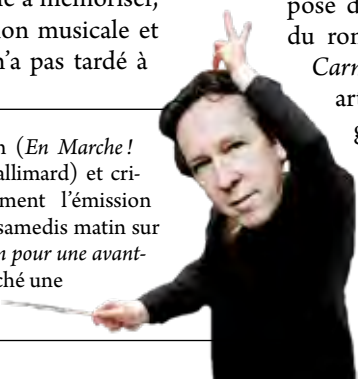 à mémoriser,
on musicale et
n'a pas tardé à
n (En Marche !
allimard) et cri-
ment l'émission
samedis matin sur
n pour une avant-
ché une
pose d
du ron
Carn
art
g